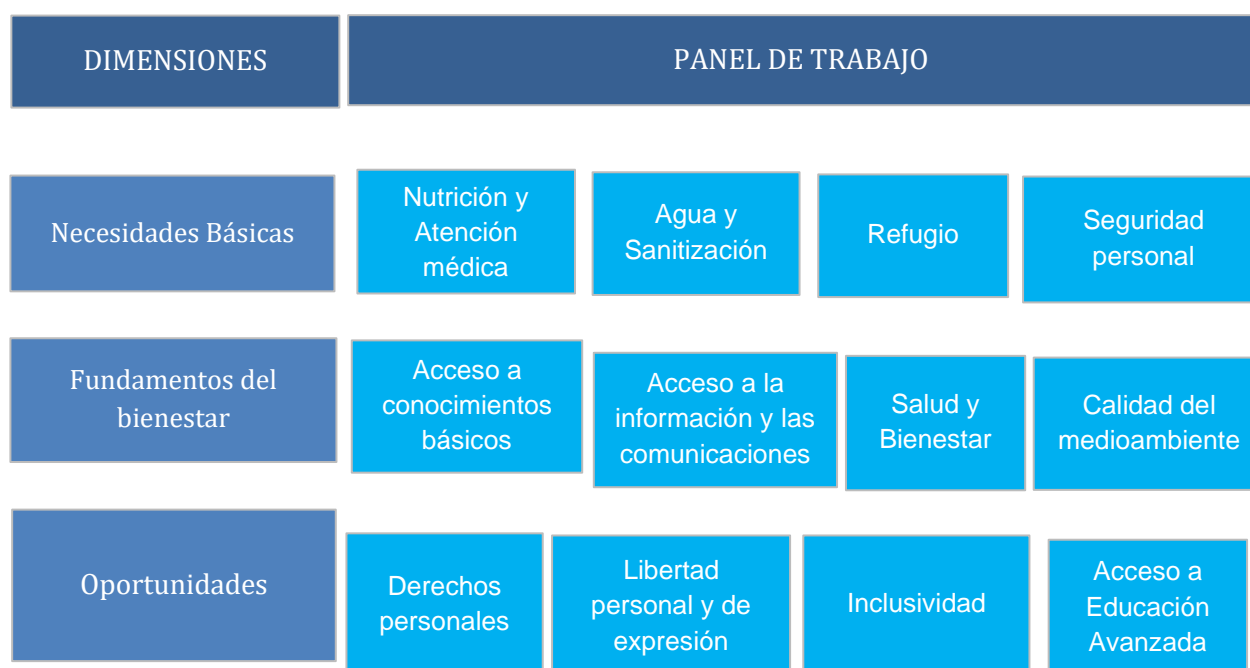 DIMENSIONES
PANEL DE TRABAJO
Necesidades Básicas
Nutrición y
Atención
médica
Agua y
Sanitización
Refugio
Seguridad
personal
Fundamentos del
bienestar
Acceso a
conocimientos
básicos
Acceso a la
información y las
comunicaciones
Salud y
Bienestar
Calidad del
medioambiente
Oportunidades
Derechos
personales
Libertad
personal y de
expresión
Inclusividad
Acceso a
Educación
Avanzada